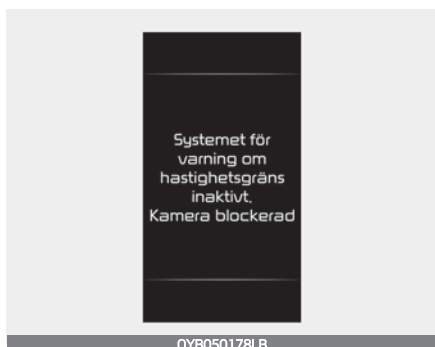 Systemet för
varning om
hastighetsgräns
inaktivt.
Kamera blockerad
OYB050178LB